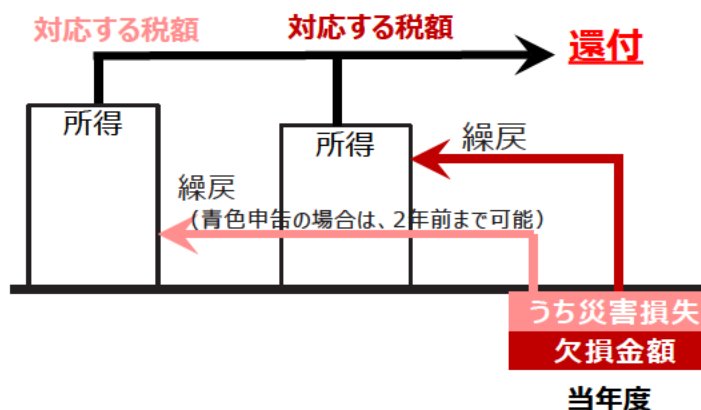 対応する税額
対応する税額
還付
所得
所得
繰戻
繰戻
(青色申告の場合は、2年前まで可能)
うち災害損失
欠損金額
当年度